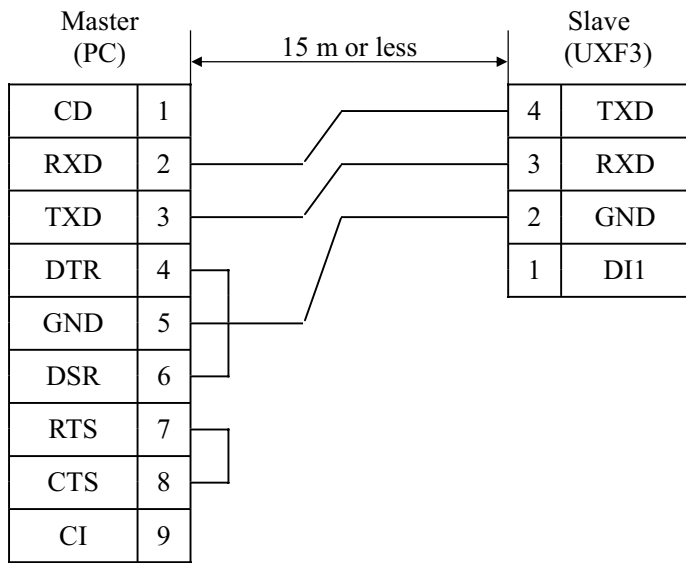 Master
(PC)
15 m or less
Slave
(UXF3)
CD 1
RXD 2
TXD 3
DTR 4
GND 5
DSR 6
RTS 7
CTS 8
CI 9
4 TXD
3 RXD
2 GND
1 DI1